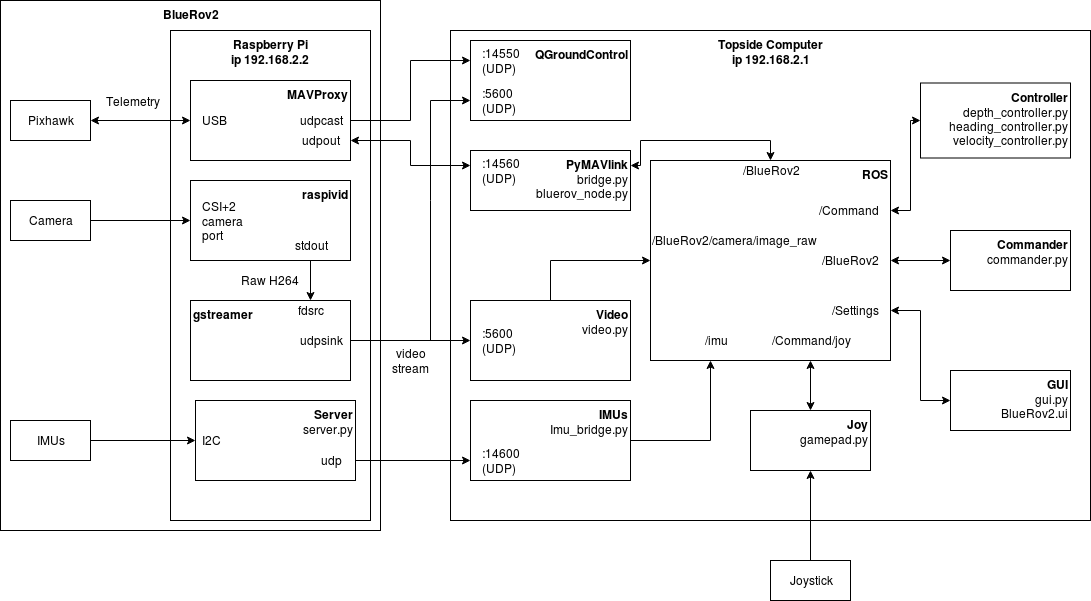 BlueRov2
Raspberry Pi
ip 192.168.2.2
Topside Computer
ip 192.168.2.1
Pixhawk
Telemetry
MAVProxy
USB
udpcast
udpout
:14550
(UDP)
QGroundControl
:5600
(UDP)
Controller
depth_controller.py
heading_controller.py
velocity_controller.py
:14560
(UDP)
PyMAVlink
bridge.py
bluerov_node.py
/BlueRov2
ROS
/Command
/BlueRov2/camera/image_raw
/BlueRov2
/Settings
/imu
/Command/joy
Camera
raspivid
CSI+2
camera
port
stdout
Raw H264
Commander
commander.py
gstreamer
fdsrc
udpsink
video
stream
:5600
(UDP)
Video
video.py
GUI
gui.py
BlueRov2.ui
IMUs
Server
server.py
I2C
udp
IMUs
Imu_bridge.py
:14600
(UDP)
Joy
gamepad.py
Joystick